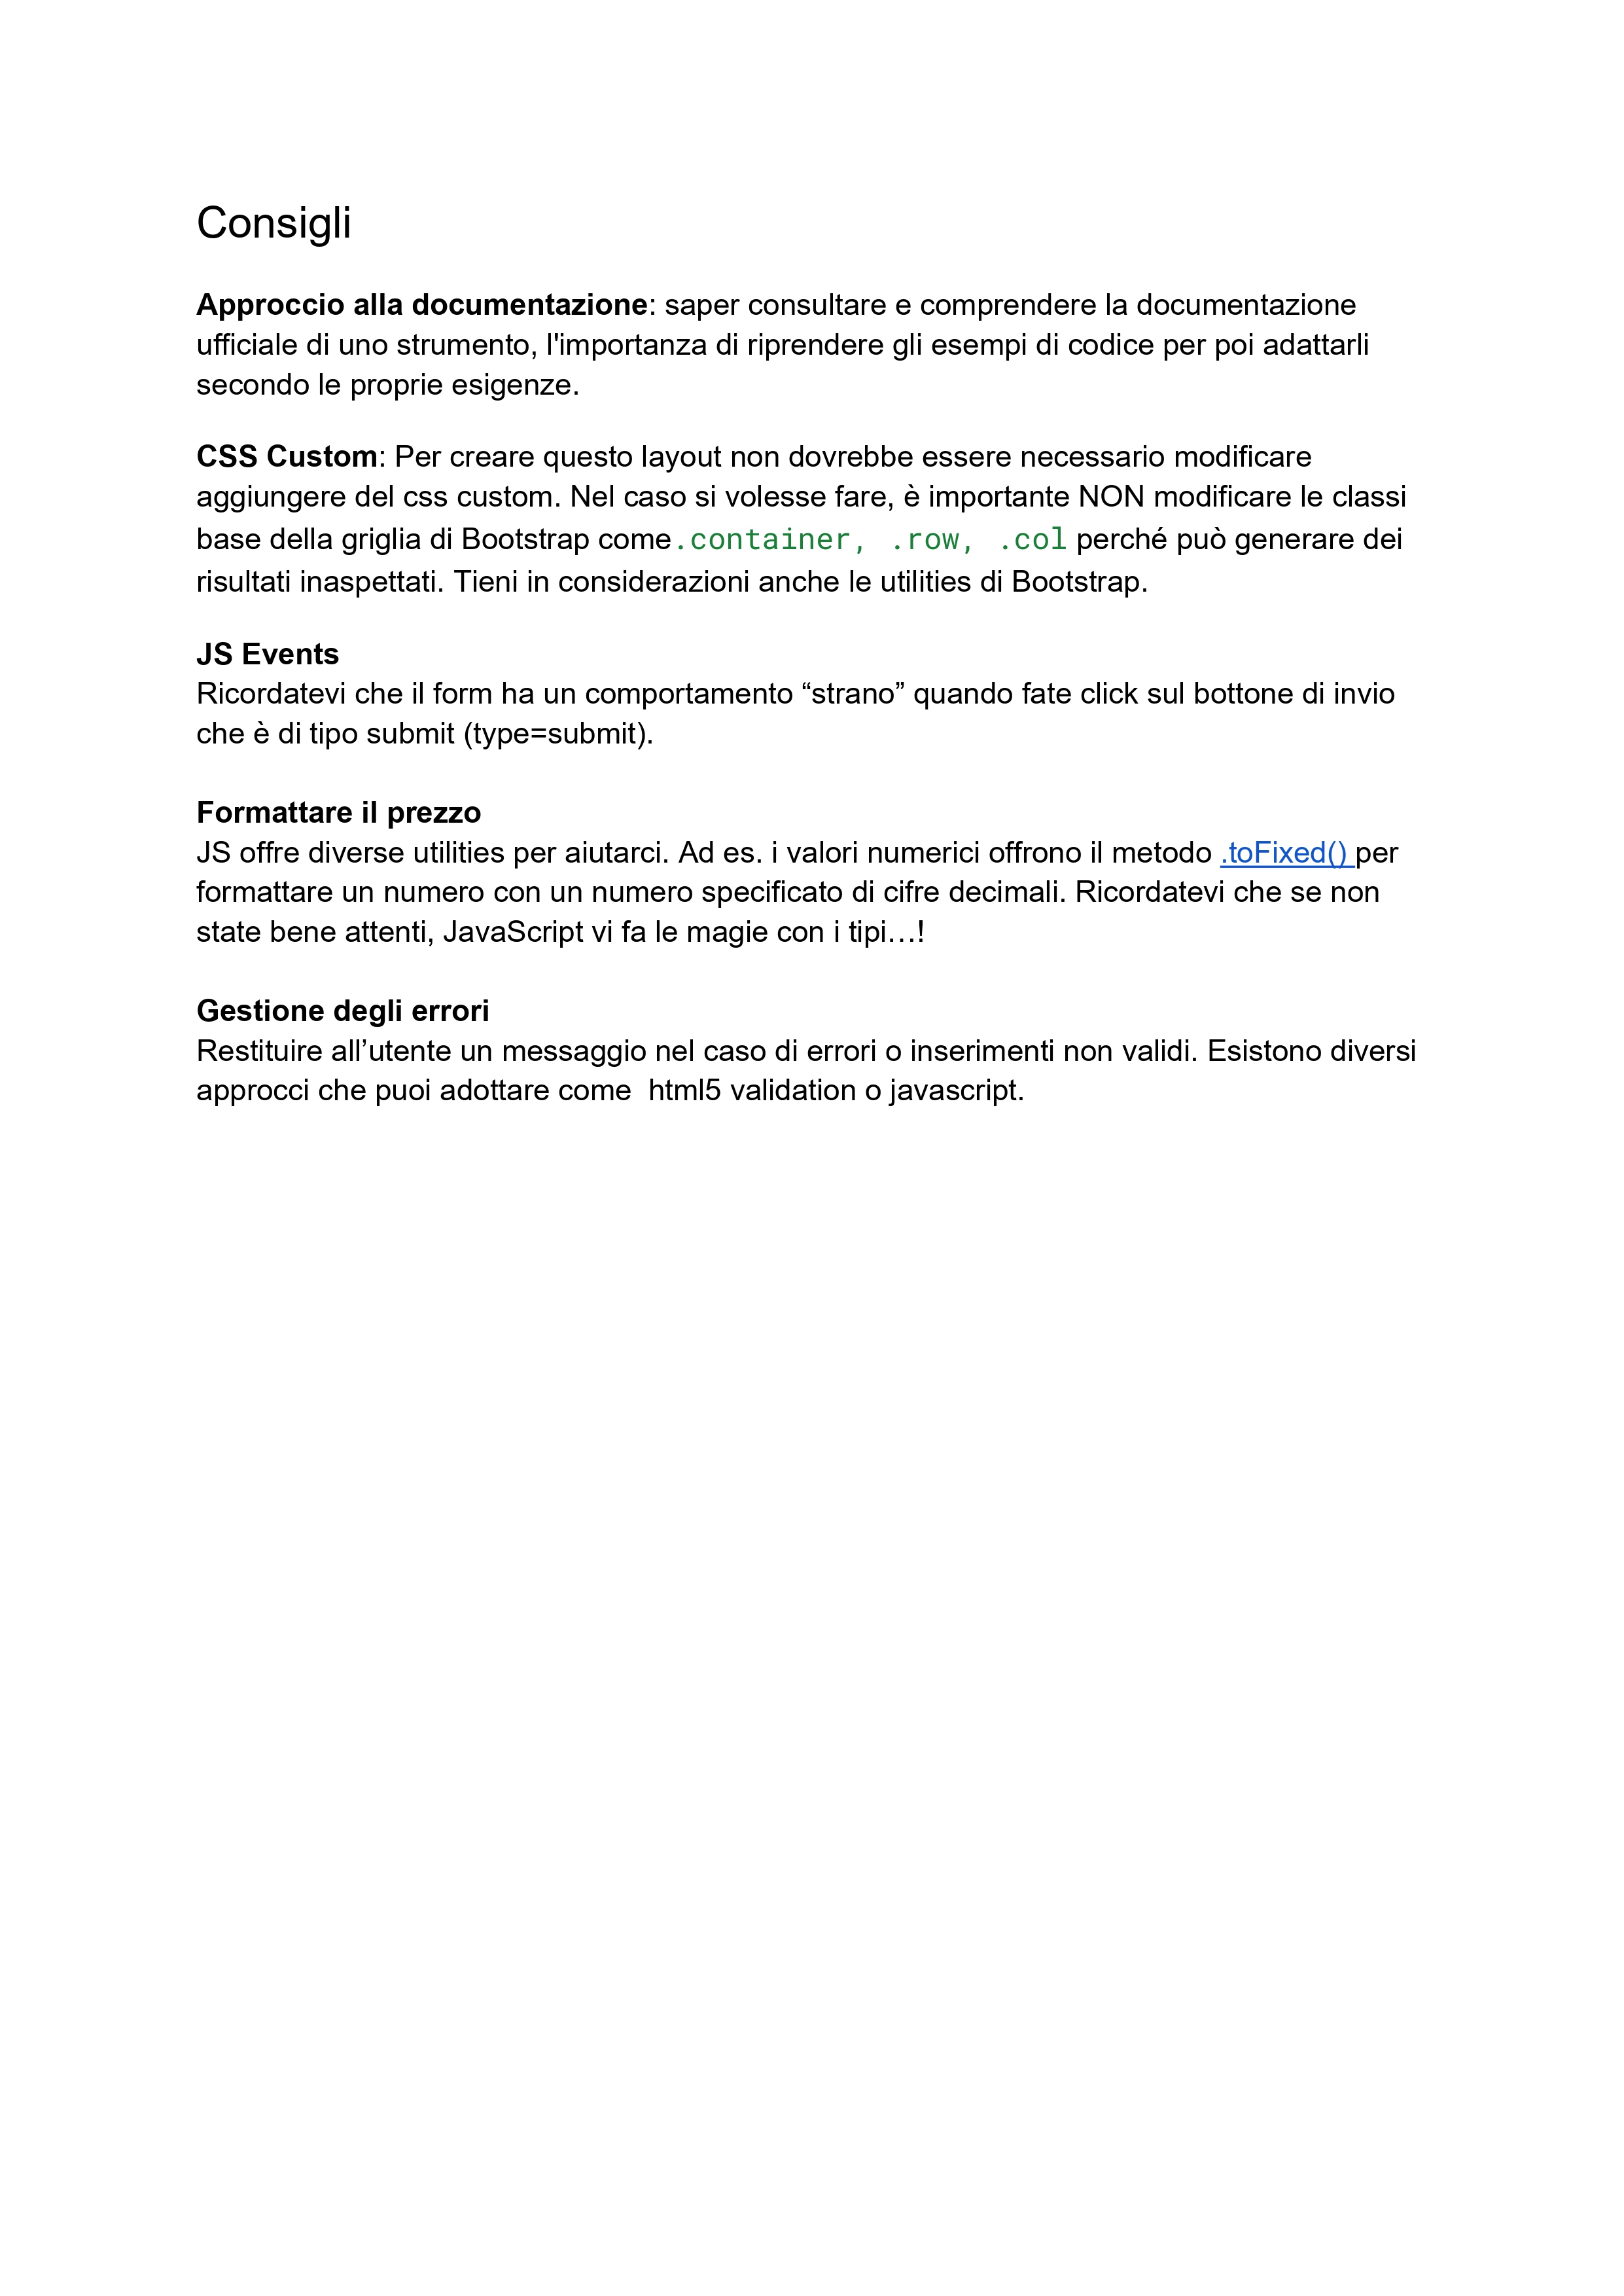 Consigli
Approccio alla documentazione: saper consultare e comprendere la documentazione
ufficiale di uno strumento, l'importanza di riprendere gli esempi di codice per poi adattarli
secondo le proprie esigenze.
CSS Custom: Per creare questo layout non dovrebbe essere necessario modificare
aggiungere del css custom. Nel caso si volesse fare, è importante NON modificare le classi
base della griglia di Bootstrap come.container, .row, .col perché può generare dei
risultati inaspettati. Tieni in considerazioni anche le utilities di Bootstrap.
JS Events
Ricordatevi che il form ha un comportamento “strano” quando fate click sul bottone di invio
che è di tipo submit (type=submit).
Formattare il prezzo
JS offre diverse utilities per aiutarci. Ad es. i valori numerici offrono il metodo .toFixed() per
formattare un numero con un numero specificato di cifre decimali. Ricordatevi che se non
state bene attenti, JavaScript vi fa le magie con i tipi…!
Gestione degli errori
Restituire all’utente un messaggio nel caso di errori o inserimenti non validi. Esistono diversi
approcci che puoi adottare come  html5 validation o javascript.